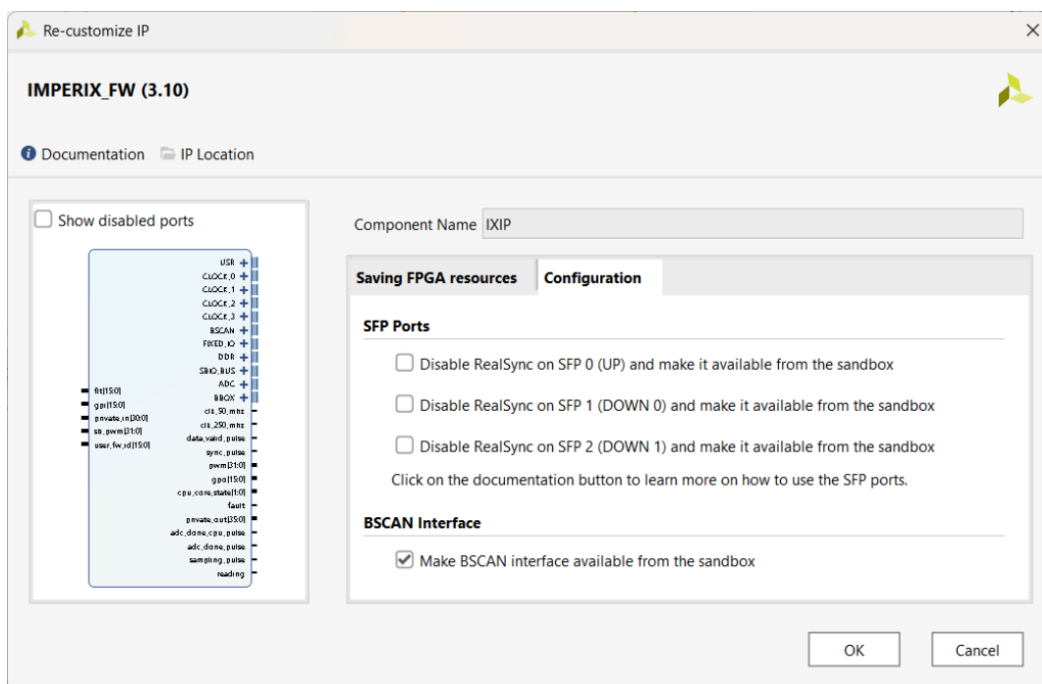 Re-customize IP
IMPERIX_FW (3.10)
Documentation IP Location
Show disabled ports
USR
CLOCK_0
CLOCK_1
CLOCK_2
CLOCK_3
BSCAN
FIXED_IO
DDR
SBIO_BUS
ADC
BBOX
clk_50_mhz
clk_250_mhz
data_valid_pulse
sync_pulse
pwm[31:0]
gpo[15:0]
cpu_core_state[1:0]
fault
private_out[35:0]
adc_done_cpu_pulse
adc_done_pulse
sampling_pulse
reading
flt[15:0]
gpi[15:0]
private_in[30:0]
sb_pwm[31:0]
user_fw_id[15:0]
Component Name IXIP
Saving FPGA resources Configuration
SFP Ports
Disable RealSync on SFP 0 (UP) and make it available from the sandbox
Disable RealSync on SFP 1 (DOWN 0) and make it available from the sandbox
Disable RealSync on SFP 2 (DOWN 1) and make it available from the sandbox
Click on the documentation button to learn more on how to use the SFP ports.
BSCAN Interface
Make BSCAN interface available from the sandbox
OK Cancel